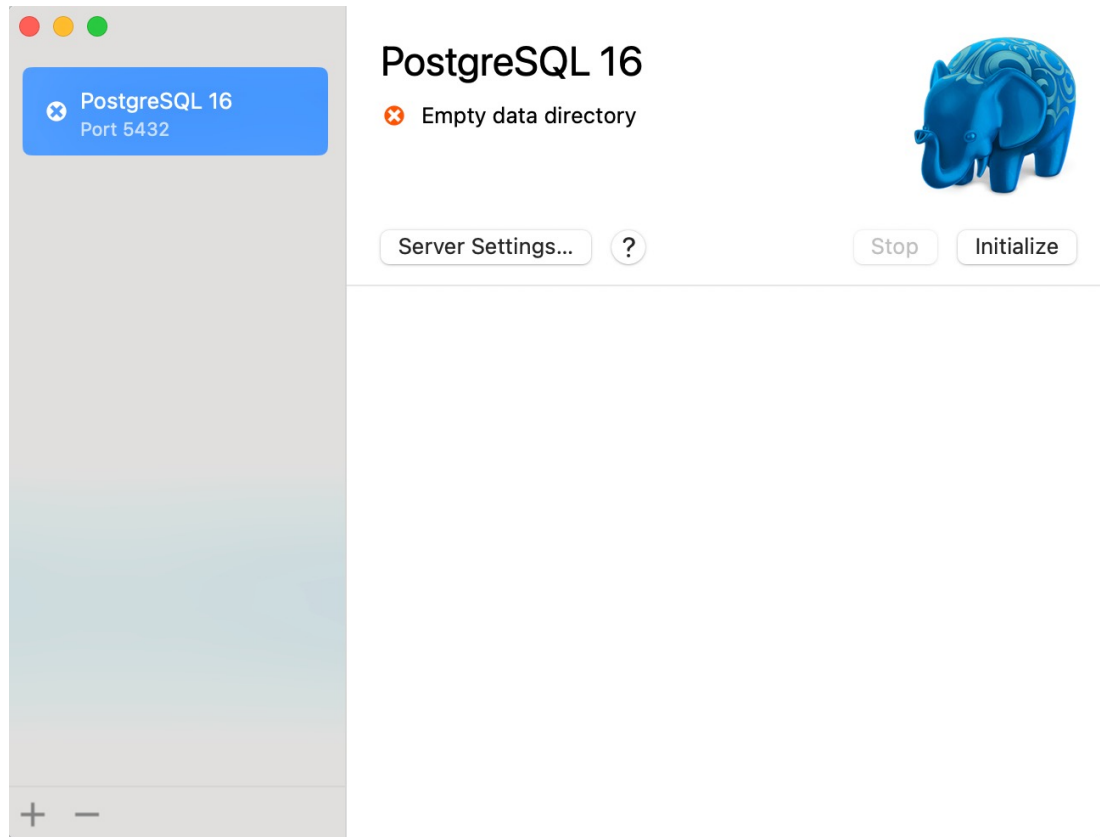 PostgreSQL 16
Port 5432
PostgreSQL 16
Empty data directory
Server Settings...
?
Stop
Initialize